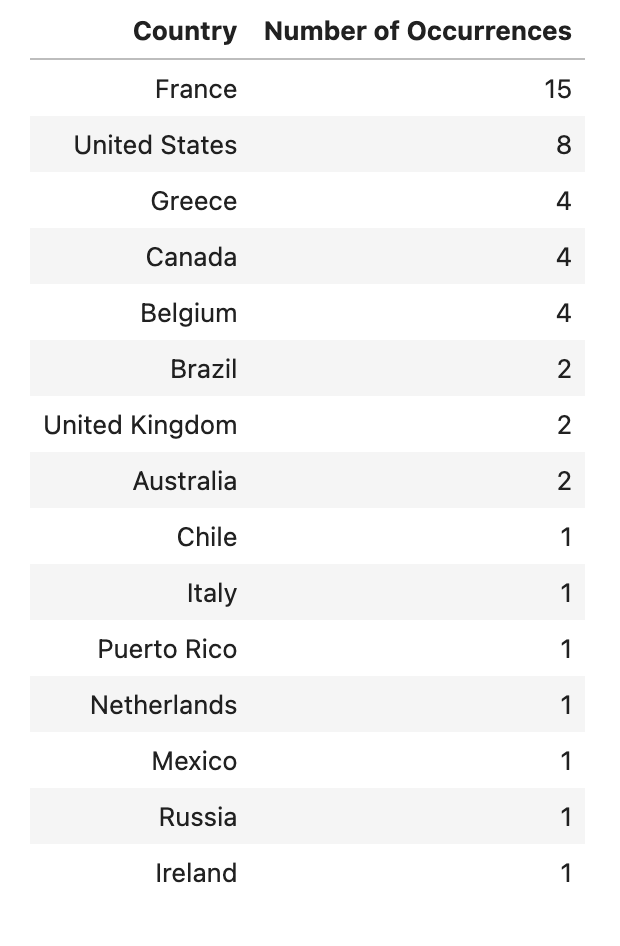 Country Number of Occurrences
France 15
United States 8
Greece 4
Canada 4
Belgium 4
Brazil 2
United Kingdom 2
Australia 2
Chile 1
Italy 1
Puerto Rico 1
Netherlands 1
Mexico 1
Russia 1
Ireland 1